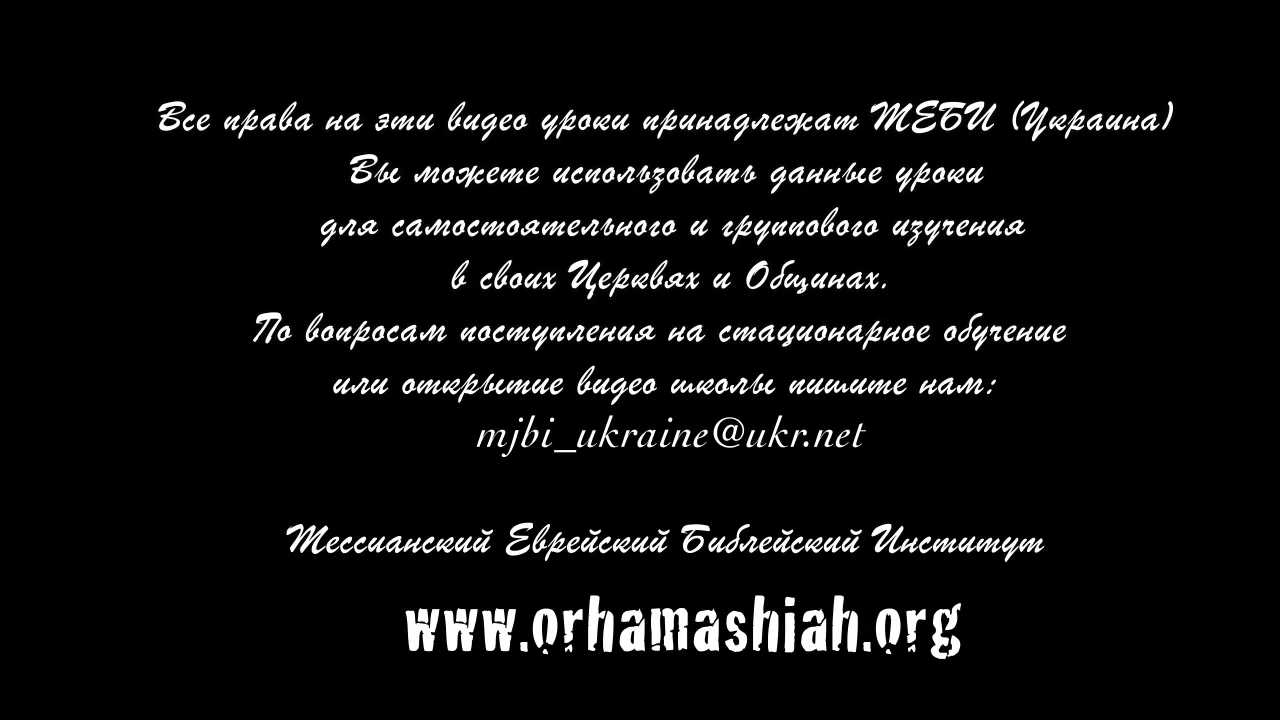 Все права на эти видео уроки принадлежат МЕБИ (Украина)
Вы можете использовать данные уроки
для самостоятельного и группового изучения
в своих Церквях и Общинах.
По вопросам поступления на стационарное обучение
или открытие видео школы пишите нам:
mjbi_ukraine@ukr.net
Мессианский Еврейский Библейский Институт
www.orhamashiah.org